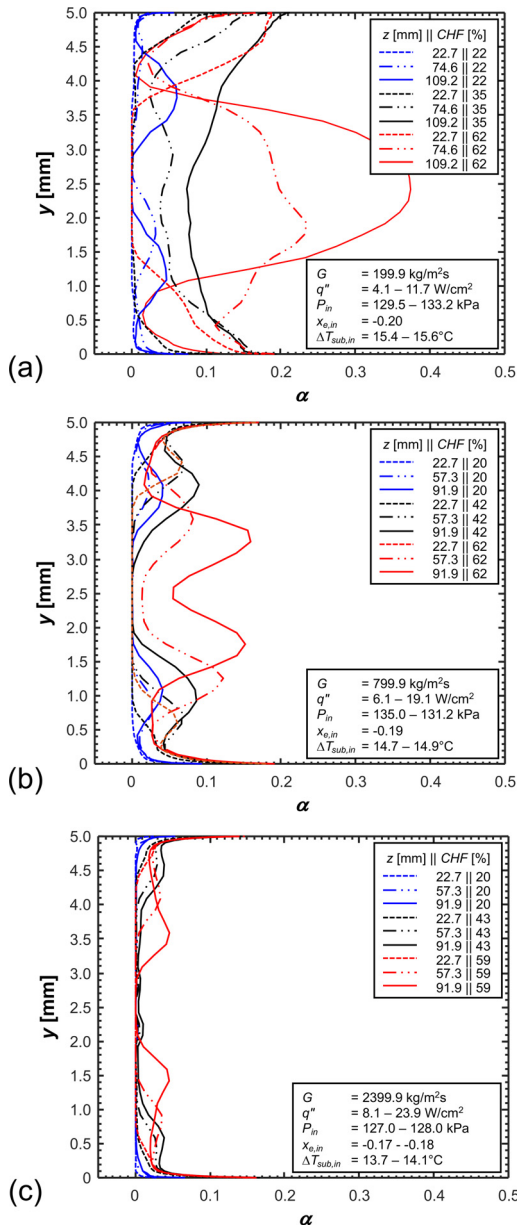 5.0
4.0
3.5
3.0
2.5
2.0
1.5
1.0
0.5
0
y [mm]
z [mm] || CHF [%]
22.7 || 22
74.6 || 22
109.2 || 22
22.7 || 35
74.6 || 35
109.2 || 35
22.7 || 62
74.6 || 62
109.2 || 62
G = 199.9 kg/m²s
q" = 4.1 – 11.7 W/cm²
P_in = 129.5 – 133.2 kPa
x_e,in = -0.20
ΔT_sub,in = 15.4 – 15.6°C
0 0.1 0.2 0.3 0.4 0.5
(a)
α
5.0
4.0
3.5
3.0
2.5
2.0
1.5
1.0
0.5
0
y [mm]
z [mm] || CHF [%]
22.7 || 20
57.3 || 20
91.9 || 20
22.7 || 42
57.3 || 42
91.9 || 42
22.7 || 62
57.3 || 62
91.9 || 62
G = 799.9 kg/m²s
q" = 6.1 – 19.1 W/cm²
P_in = 135.0 – 131.2 kPa
x_e,in = -0.19
ΔT_sub,in = 14.7 – 14.9°C
0 0.1 0.2 0.3 0.4 0.5
(b)
α
5.0
4.0
3.5
3.0
2.5
2.0
1.5
1.0
0.5
0
y [mm]
z [mm] || CHF [%]
22.7 || 20
57.3 || 20
91.9 || 20
22.7 || 43
57.3 || 43
91.9 || 43
22.7 || 59
57.3 || 59
91.9 || 59
G = 2399.9 kg/m²s
q" = 8.1 – 23.9 W/cm²
P_in = 127.0 – 128.0 kPa
x_e,in = -0.17 - -0.18
ΔT_sub,in = 13.7 – 14.1°C
0 0.1 0.2 0.3 0.4 0.5
(c)
α